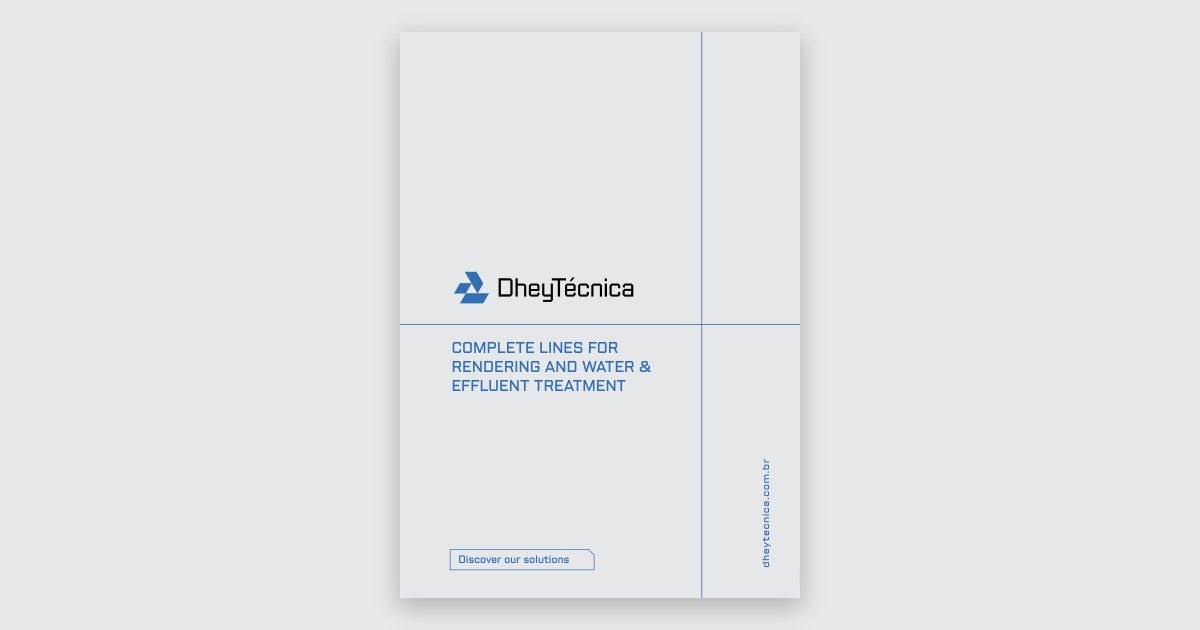 DheyTécnica
COMPLETE LINES FOR
RENDERING AND WATER &
EFFLUENT TREATMENT
Discover our solutions
dheytecnica.com.br